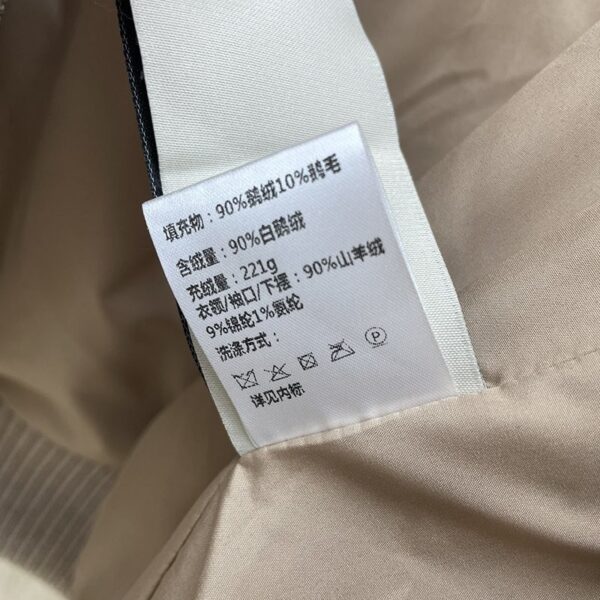 填充物：90%鹅绒10%鹅毛
含绒量：90%白鹅绒
充绒量：221g
衣领/袖口/下摆：90%山羊绒
9%锦纶1%氨纶
洗涤方式：
P
详见内标